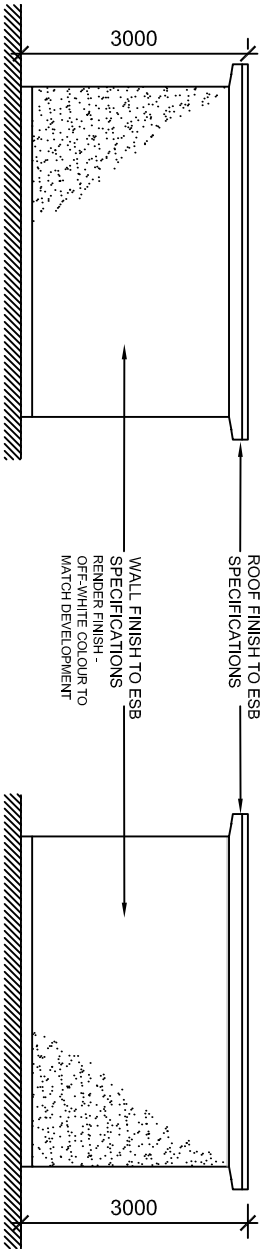 3000
ROOF FINISH TO ESB
SPECIFICATIONS
WALL FINISH TO ESB
SPECIFICATIONS
RENDER FINISH -
OFF-WHITE COLOUR TO
MATCH DEVELOPMENT
3000